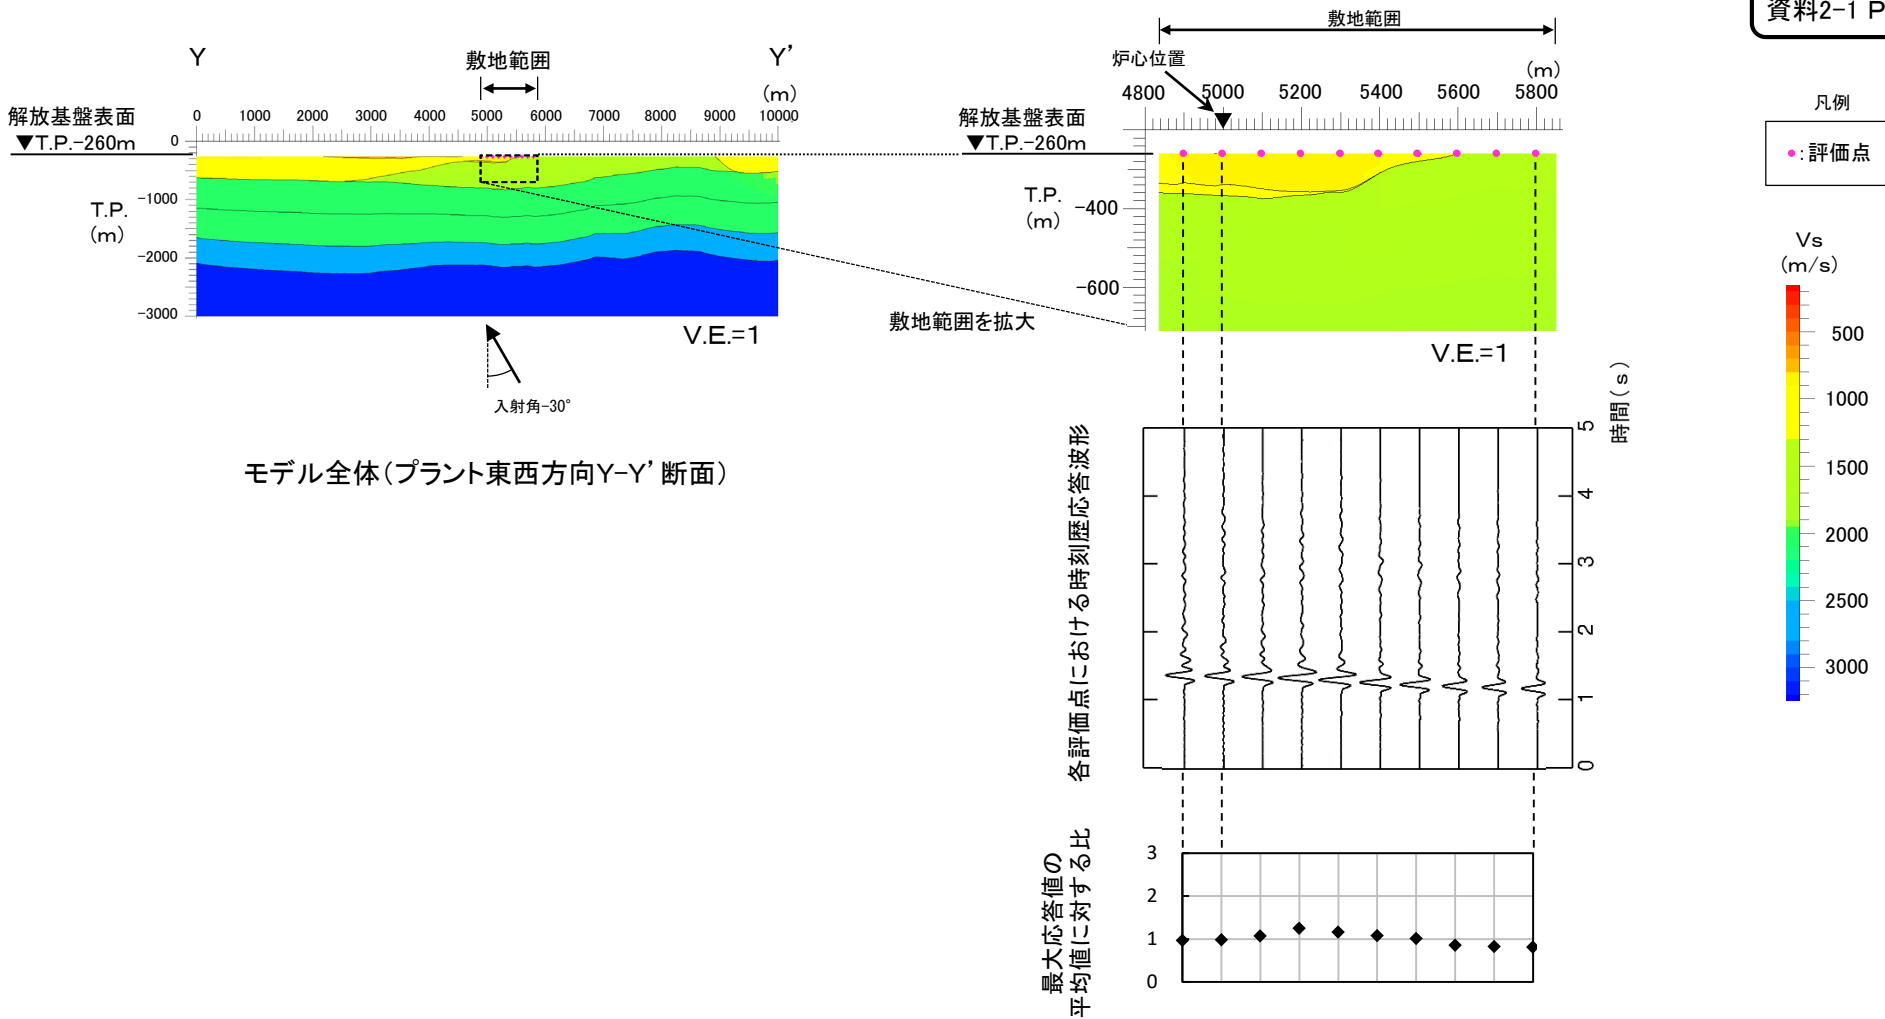 資料2-1 P
Y
敷地範囲
Y’
(m)
0 1000 2000 3000 4000 5000 6000 7000 8000 9000 10000
解放基盤表面
▼T.P.-260m
0
-1000
-2000
-3000
T.P.
(m)
V.E.=1
入射角-30°
モデル全体(プラント東西方向Y-Y’断面)
敷地範囲
炉心位置
(m)
4800 5000 5200 5400 5600 5800
解放基盤表面
▼T.P.-260m
T.P.
(m)
-400
-600
敷地範囲を拡大
V.E.=1
凡例
●:評価点
Vs
(m/s)
500
1000
1500
2000
2500
3000
各評価点における時刻歴応答波形
時間(s)
5
4
3
2
1
0
最大応答値の
平均値に対する比
3
2
1
0